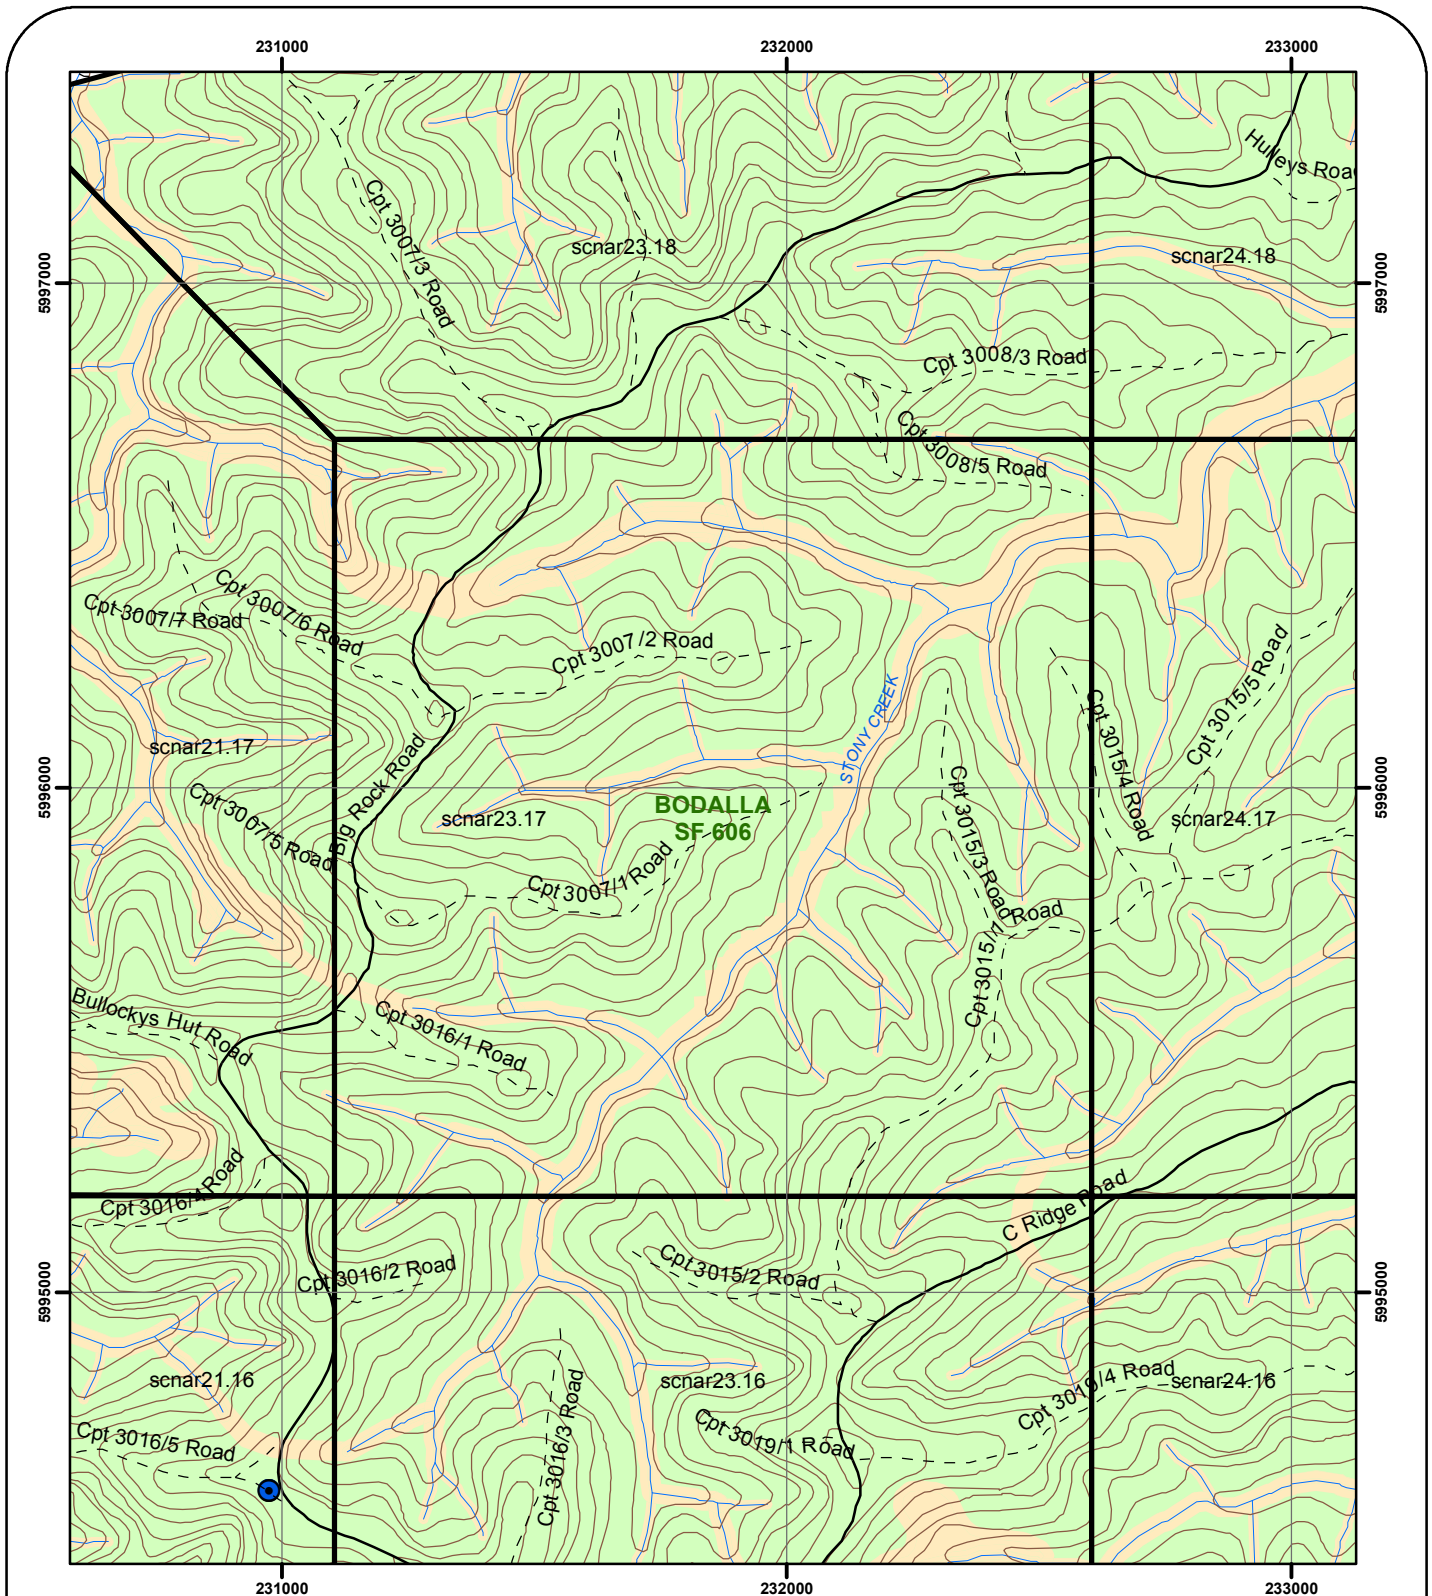 231000
232000
233000
Hulleys Road
Cpt 3007/3 Road
scnar23.18
scnar24.18
5997000
5997000
Cpt 3008/3 Road
Cpt 3008/5 Road
Cpt 3007/6 Road
Cpt 3007/7 Road
Cpt 3007/2 Road
Cpt 3015/5 Road
STONY CREEK
Cpt 3015/4 Road
scnar21.17
Big Rock Road
5996000
5996000
Cpt 3007/5 Road
scnar23.17
BODALLA
SF 606
Cpt 3015/3 Road
scnar24.17
Cpt 3007/1 Road
Cpt 3015/1 Road
Bullockys Hut Road
Cpt 3016/1 Road
Cpt 3016/4 Road
C Ridge Road
Cpt 3016/2 Road
Cpt 3015/2 Road
5995000
5995000
scnar21.16
scnar23.16
scnar24.16
Cpt 3019/4 Road
Cpt 3016/5 Road
Cpt 3016/3 Road
Cpt 3019/1 Road
231000
232000
233000